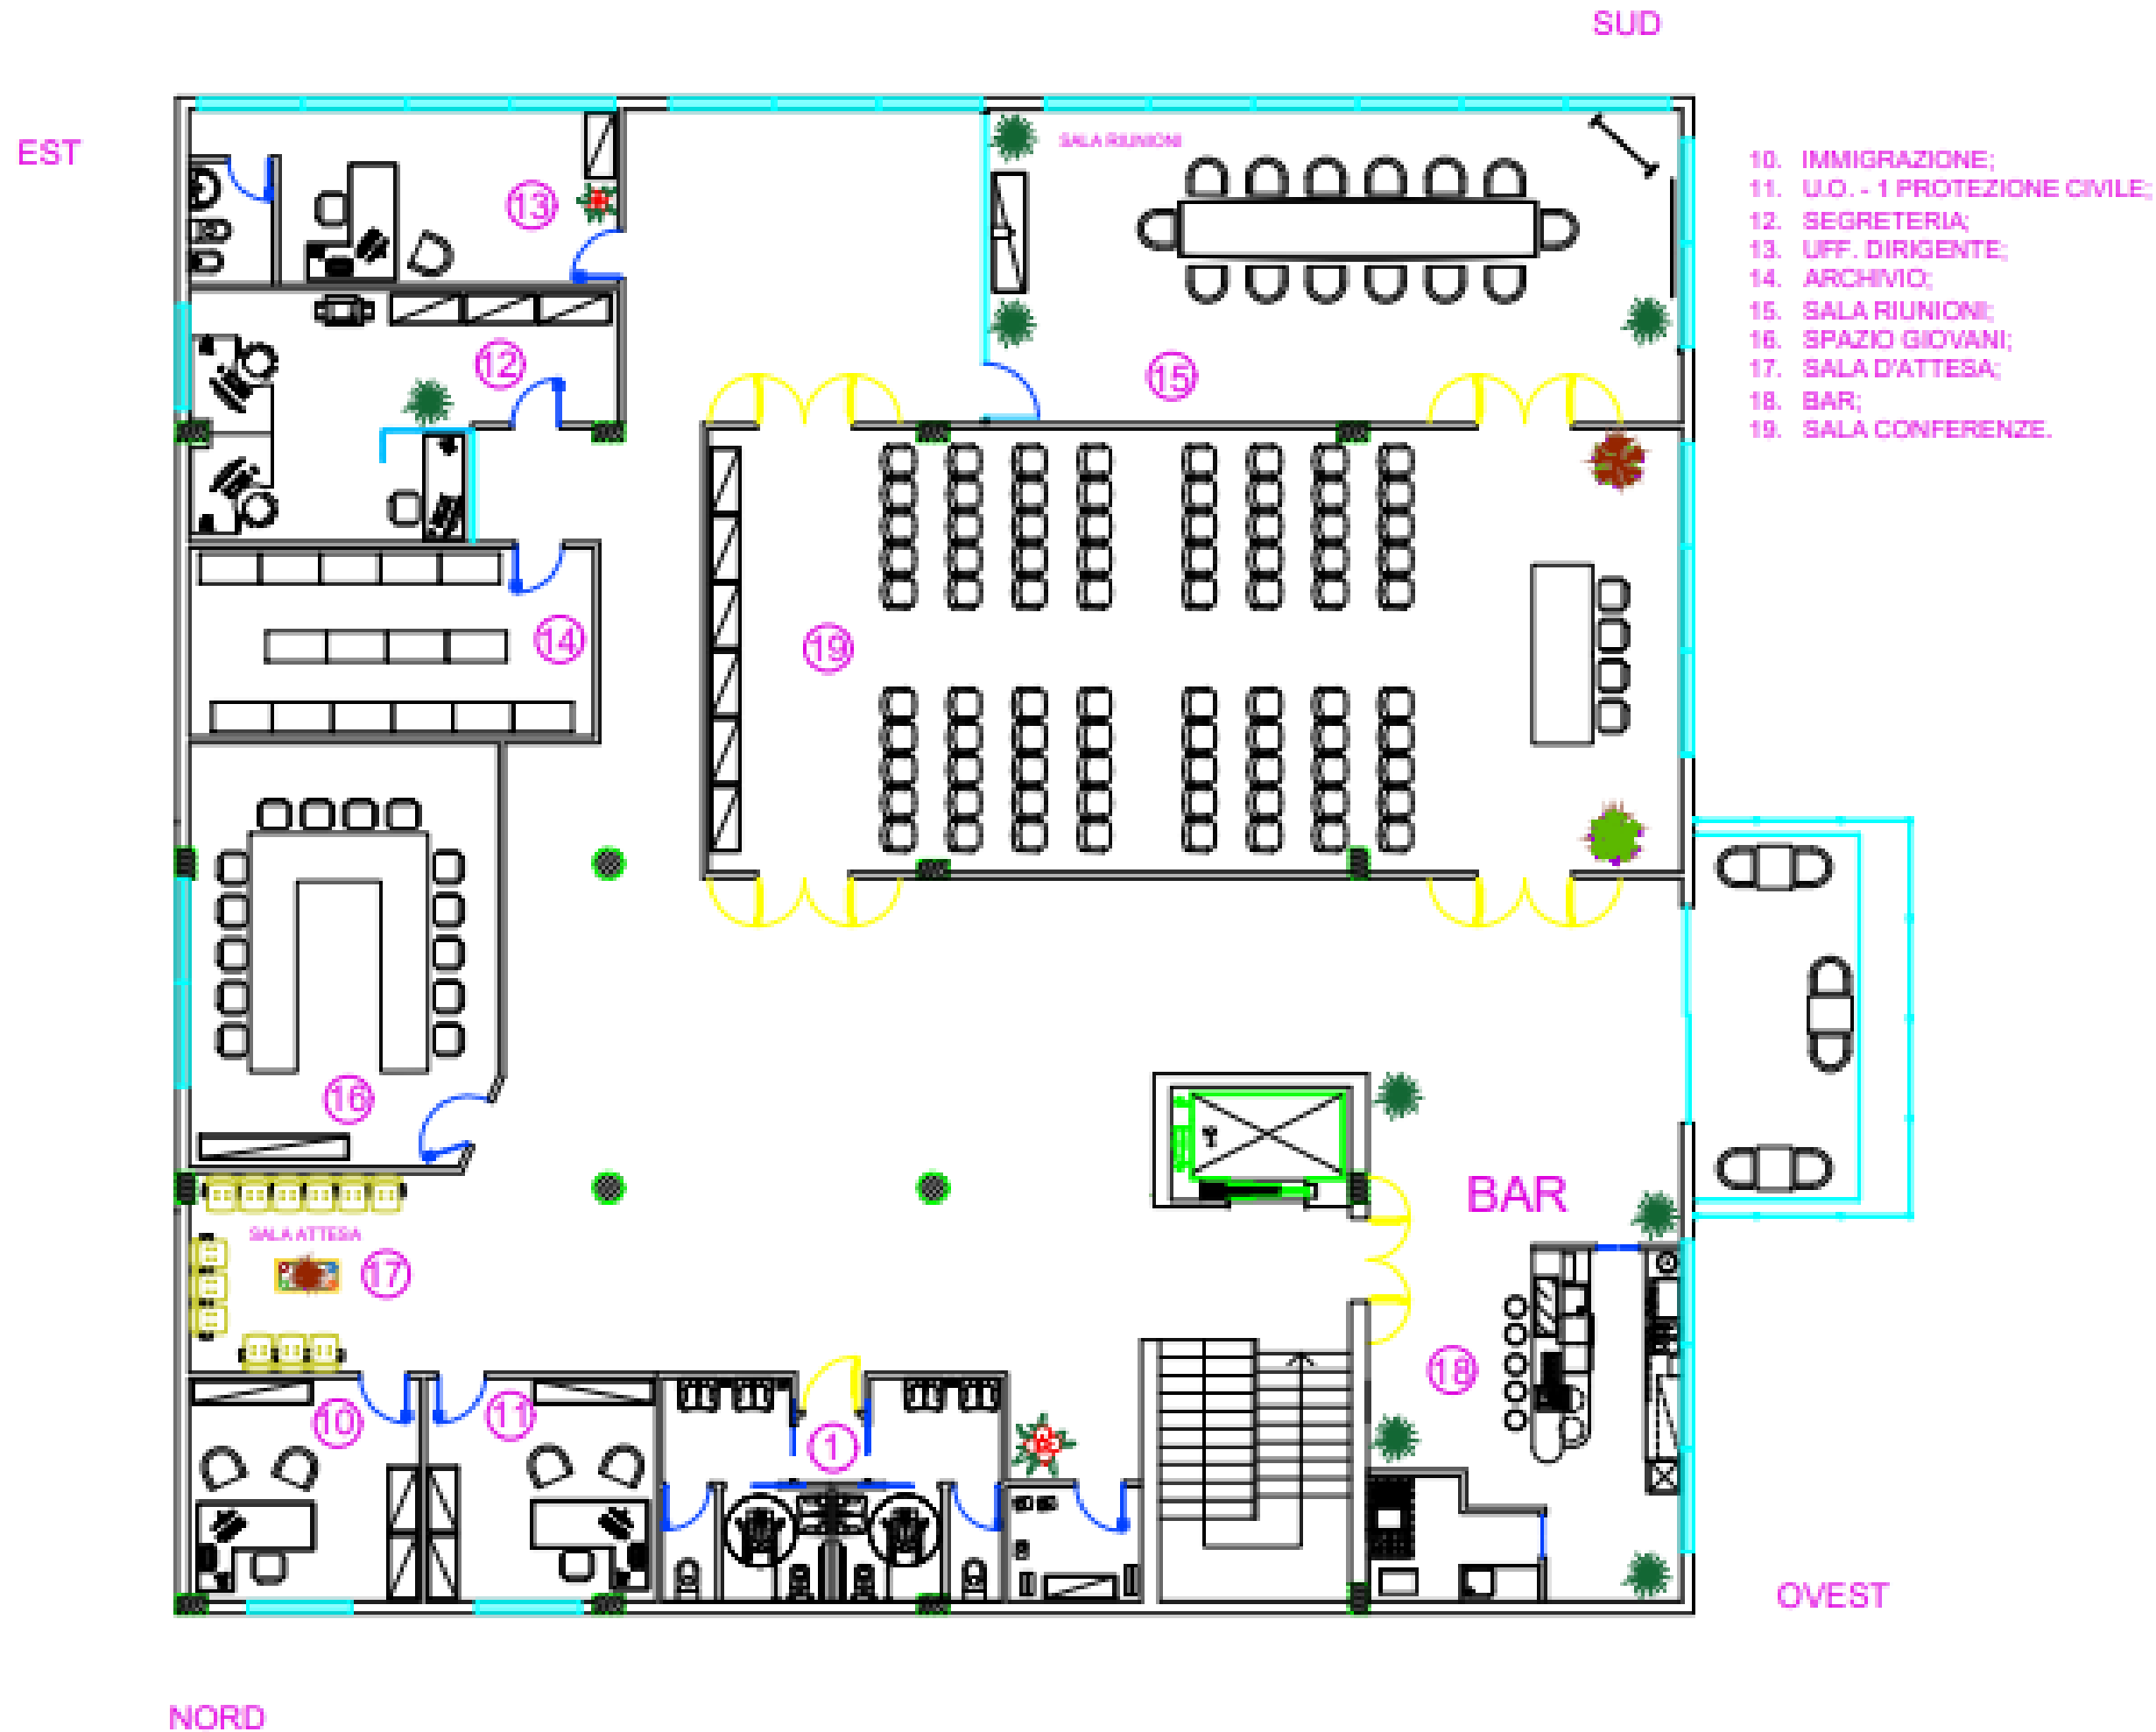 SUD
EST
SALA RIUNIONI
10. IMMIGRAZIONE;
11. U.O. - 1 PROTEZIONE CIVILE;
12. SEGRETERIA;
13. UFF. DIRIGENTE;
14. ARCHIVIO;
15. SALA RIUNIONI;
16. SPAZIO GIOVANI;
17. SALA D'ATTESA;
18. BAR;
19. SALA CONFERENZE.
13
12
15
14
19
16
BAR
SALA ATTESA
17
18
10
11
1
OVEST
NORD